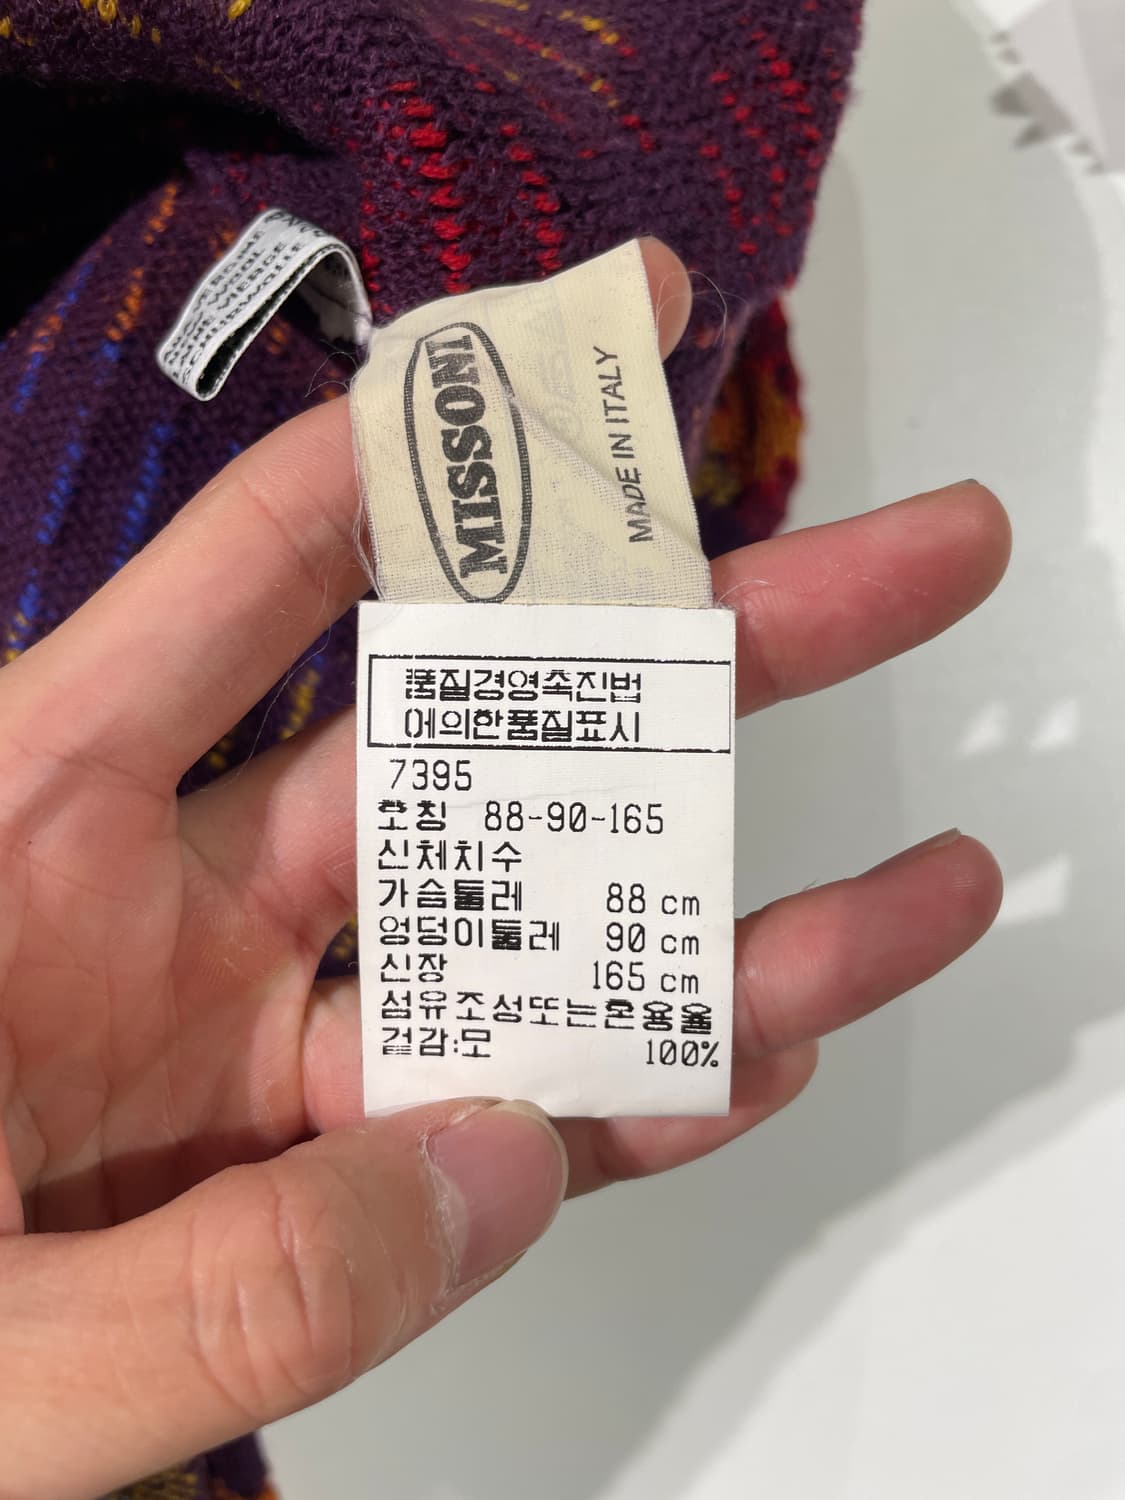 VERGINE
WOOL
VIERGE
MISSONI
MADE IN ITALY
품질경영촉진법
에의한품질표시
7395
호칭 88-90-165
신체치수
가슴둘레 88 cm
엉덩이둘레 90 cm
신장 165 cm
섬유조성또는혼용율
겉감:모 100%